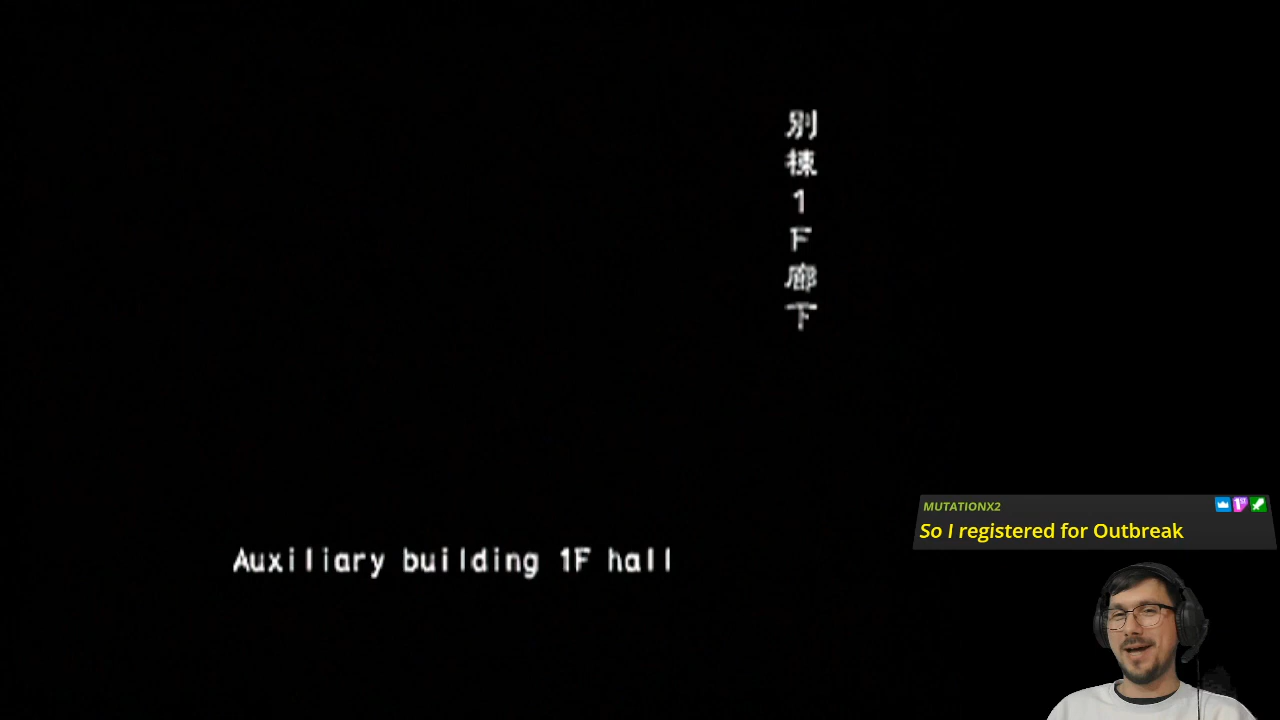 別棟1F廊下
Auxiliary building 1F hall
MUTATIONX2
So I registered for Outbreak